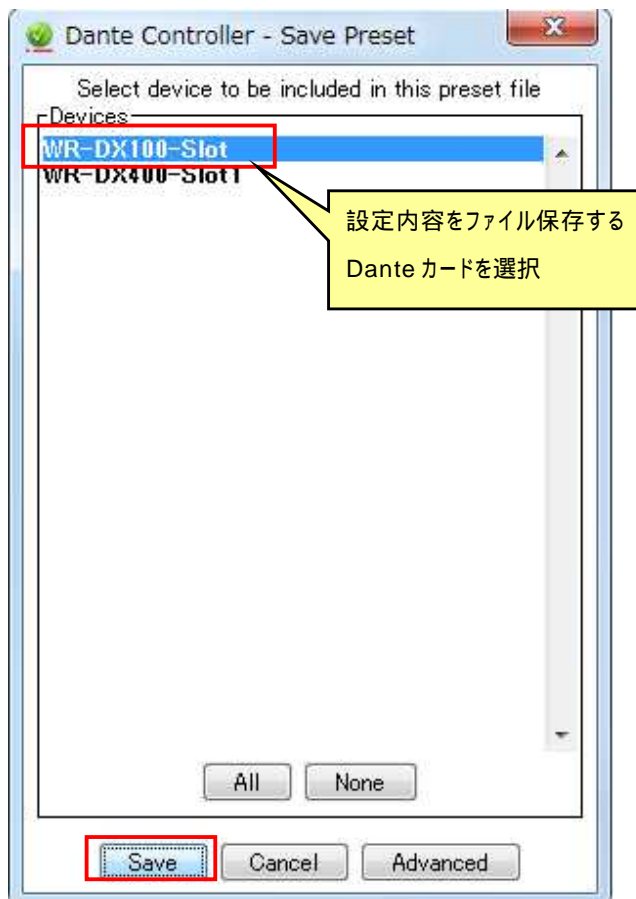 Dante Controller - Save Preset
Select device to be included in this preset file
Devices
WR-DX100-Slot
WR-DX400-Slot1
設定内容をファイル保存する
Dante カードを選択
All None
Save Cancel Advanced